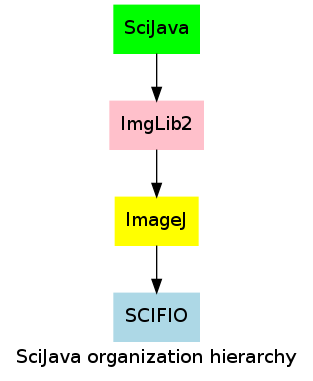 SciJava
ImgLib2
ImageJ
SCIFIO
SciJava organization hierarchy